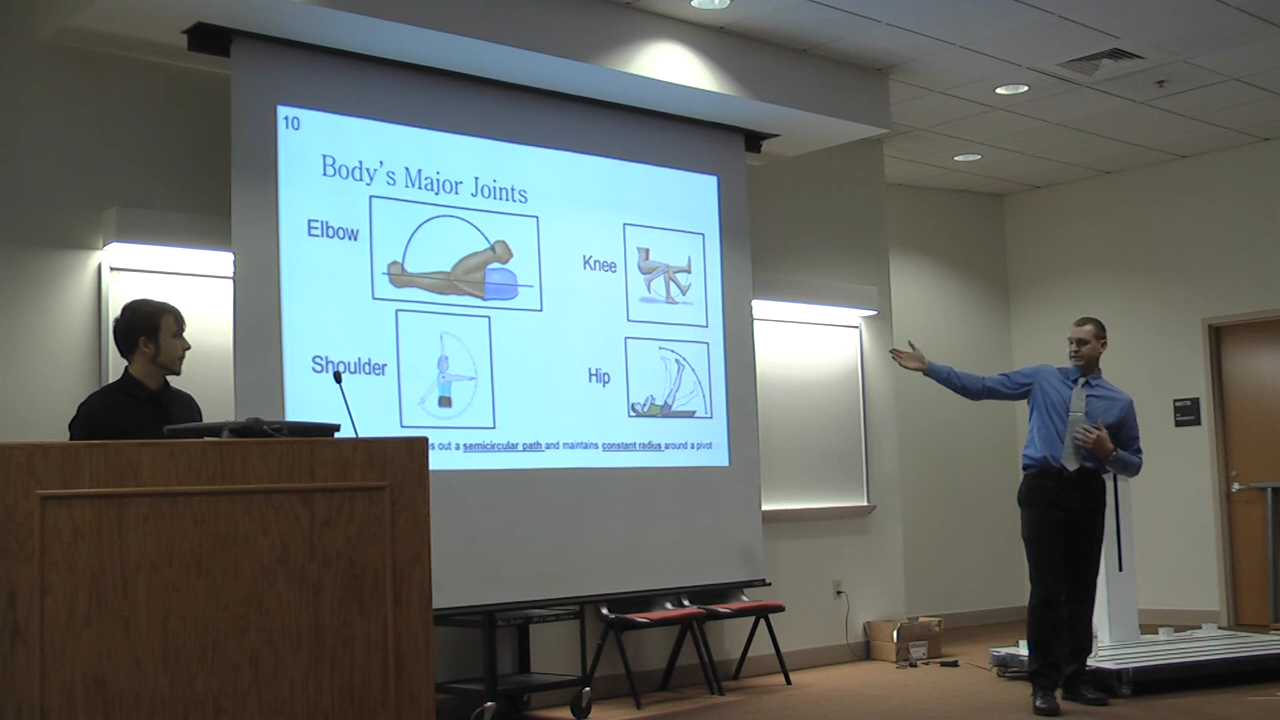 10
Body's Major Joints
Elbow
Knee
Shoulder
Hip
out a semicircular path and maintains constant radius around a pivot